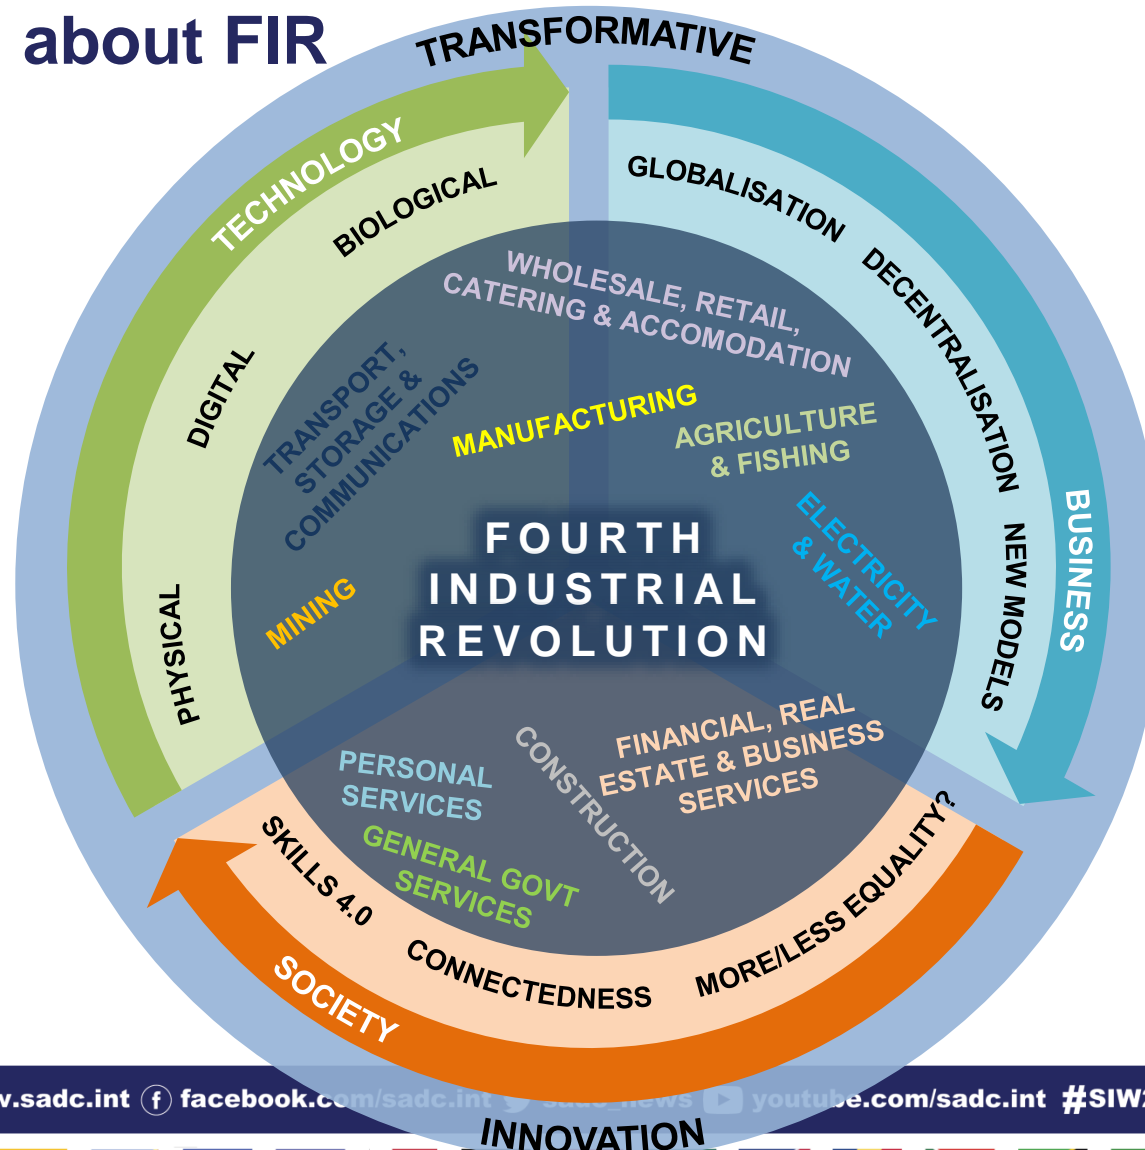 about FIR
TRANSFORMATIVE
TECHNOLOGY
BIOLOGICAL
DIGITAL
PHYSICAL
GLOBALISATION
DECENTRALISATION
NEW MODELS
BUSINESS
WHOLESALE, RETAIL,
CATERING & ACCOMODATION
TRANSPORT,
STORAGE &
COMMUNICATIONS
MANUFACTURING
AGRICULTURE
& FISHING
ELECTRICITY
& WATER
MINING
FOURTH
INDUSTRIAL
REVOLUTION
PERSONAL
SERVICES
GENERAL GOVT
SERVICES
CONSTRUCTION
FINANCIAL, REAL
ESTATE & BUSINESS
SERVICES
SKILLS 4.0
CONNECTEDNESS
MORE/LESS EQUALITY?
SOCIETY
v.sadc.int facebook.com/sadc.int sadc_news youtube.com/sadc.int #SIW2
INNOVATION